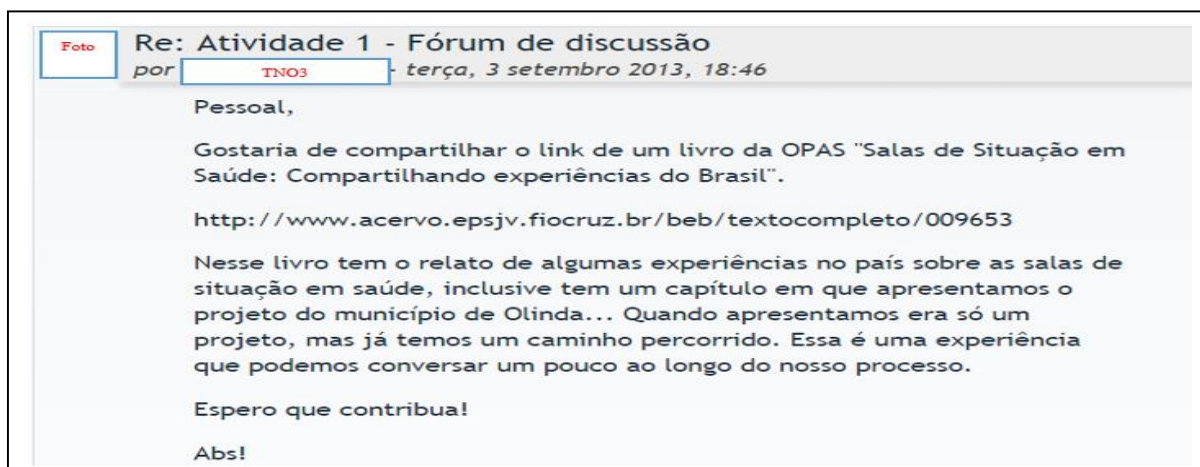 Foto
Re: Atividade 1 - Fórum de discussão
por TNO3 - terça, 3 setembro 2013, 18:46
Pessoal,
Gostaria de compartilhar o link de um livro da OPAS "Salas de Situação em
Saúde: Compartilhando experiências do Brasil".
http://www.acervo.epsjv.fiocruz.br/beb/textocompleto/009653
Nesse livro tem o relato de algumas experiências no país sobre as salas de
situação em saúde, inclusive tem um capítulo em que apresentamos o
projeto do município de Olinda... Quando apresentamos era só um
projeto, mas já temos um caminho percorrido. Essa é uma experiência
que podemos conversar um pouco ao longo do nosso processo.
Espero que contribua!
Abs!